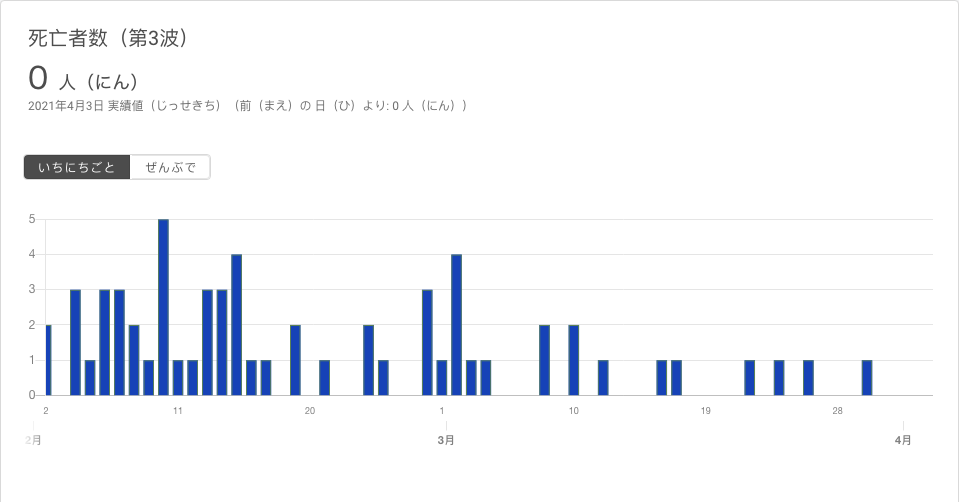 死亡者数（第3波）
0 人（にん）
2021年4月3日 実績値（じっせきち）（前（まえ）の 日（ひ）より: 0 人（にん））
いちにちごと ぜんぶで
5
4
3
2
1
0
2 11 20 1 10 19 28
2月 3月 4月